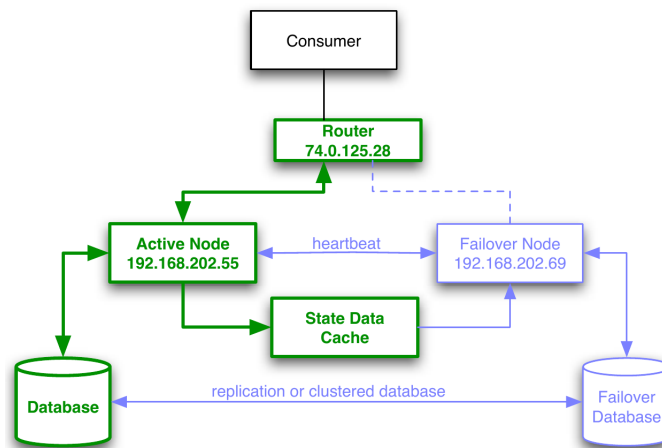 Consumer
Router
74.0.125.28
Active Node
192.168.202.55
heartbeat
Failover Node
192.168.202.69
State Data
Cache
Database
replication or clustered database
Failover
Database